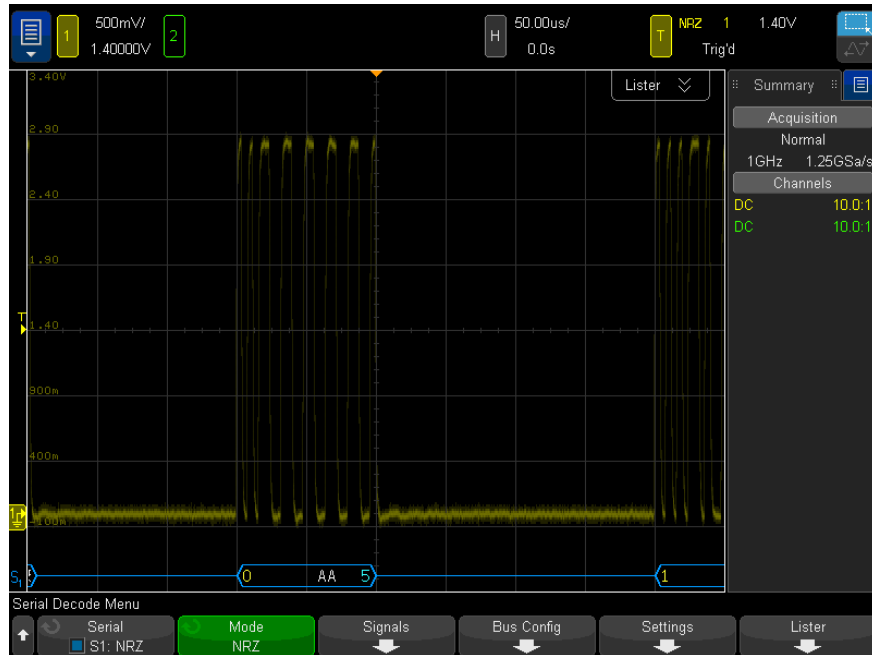 500mV/
1
1.40000V
2
H
50.00us/
0.0s
T
NRZ 1 1.40V
Trig'd
3.40V
2.90
2.40
1.90
T
1.40
900m
400m
-100m
1
Lister
Summary
Acquisition
Normal
1GHz 1.25GSa/s
Channels
DC 10.0:1
DC 10.0:1
S1
0 AA 5
1
Serial Decode Menu
Serial
S1: NRZ
Mode
NRZ
Signals
Bus Config
Settings
Lister